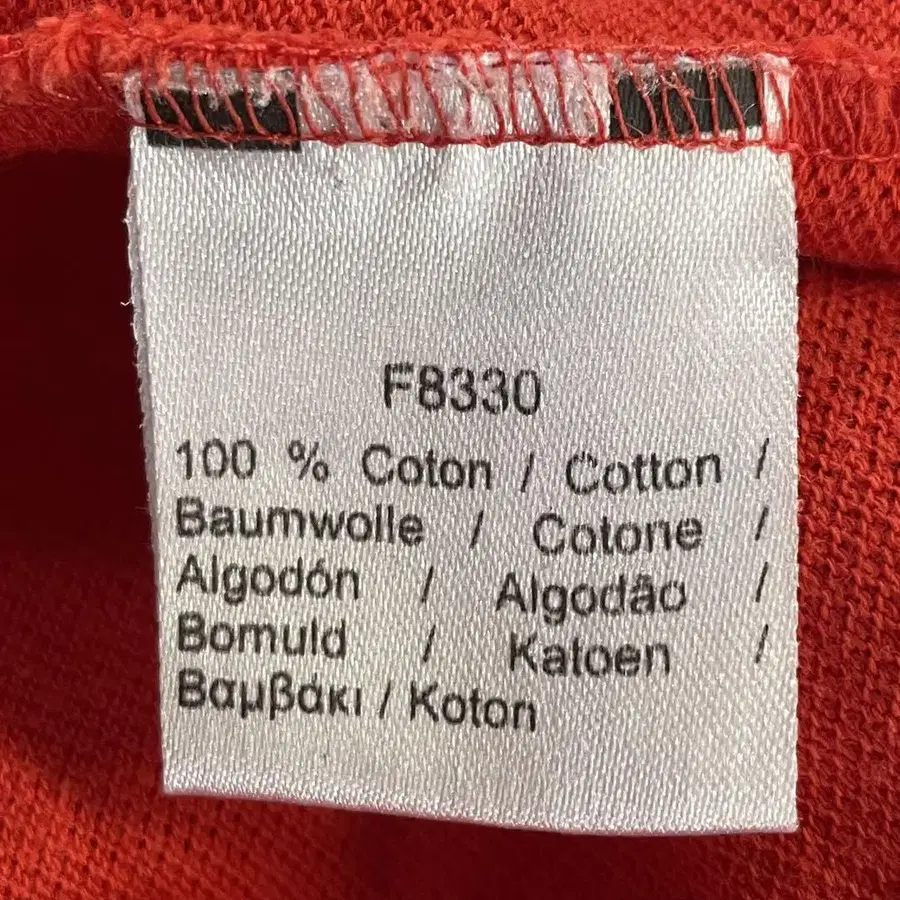 F8330
100 % Coton / Cotton /
Baumwolle / Cotone /
Algodón / Algodão /
Bomuld / Katoen /
Βαμβάκι / Koton